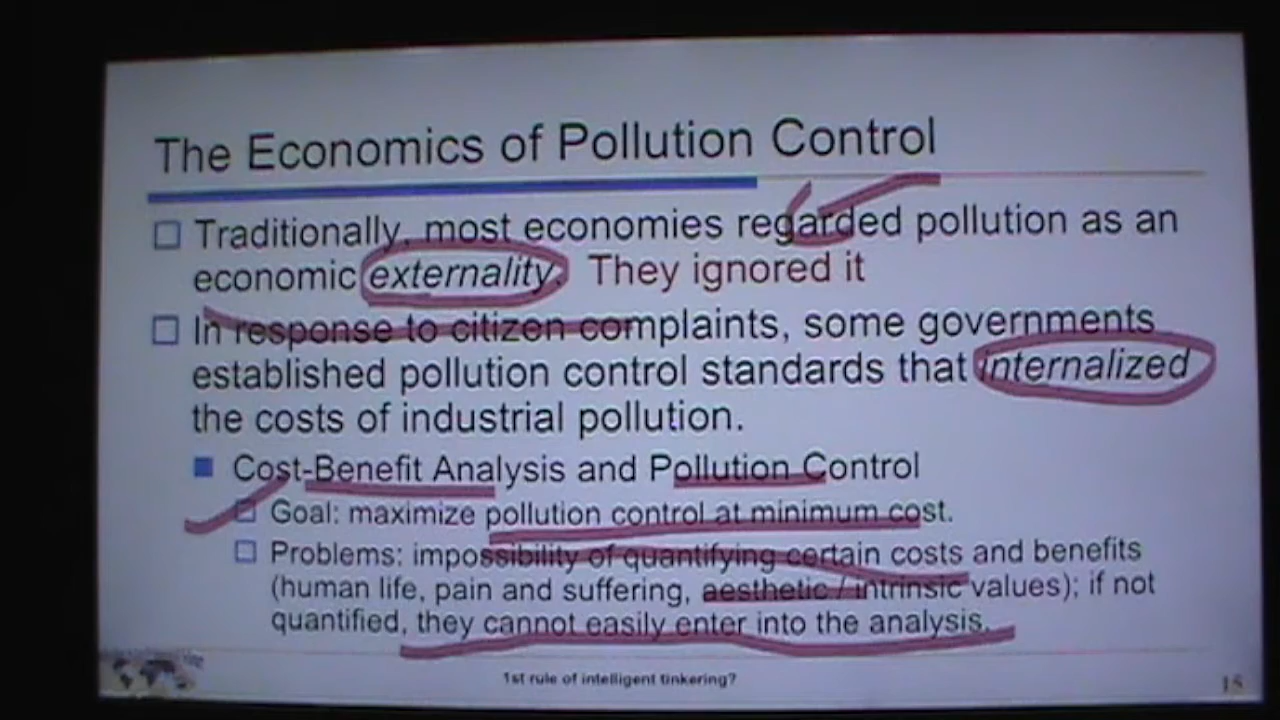 The Economics of Pollution Control
Traditionally, most economies regarded pollution as an
economic externality. They ignored it
In response to citizen complaints, some governments
established pollution control standards that internalized
the costs of industrial pollution.
Cost-Benefit Analysis and Pollution Control
Goal: maximize pollution control at minimum cost.
Problems: impossibility of quantifying certain costs and benefits
(human life, pain and suffering, aesthetic / intrinsic values); if not
quantified, they cannot easily enter into the analysis.
1st rule of intelligent tinkering?
15